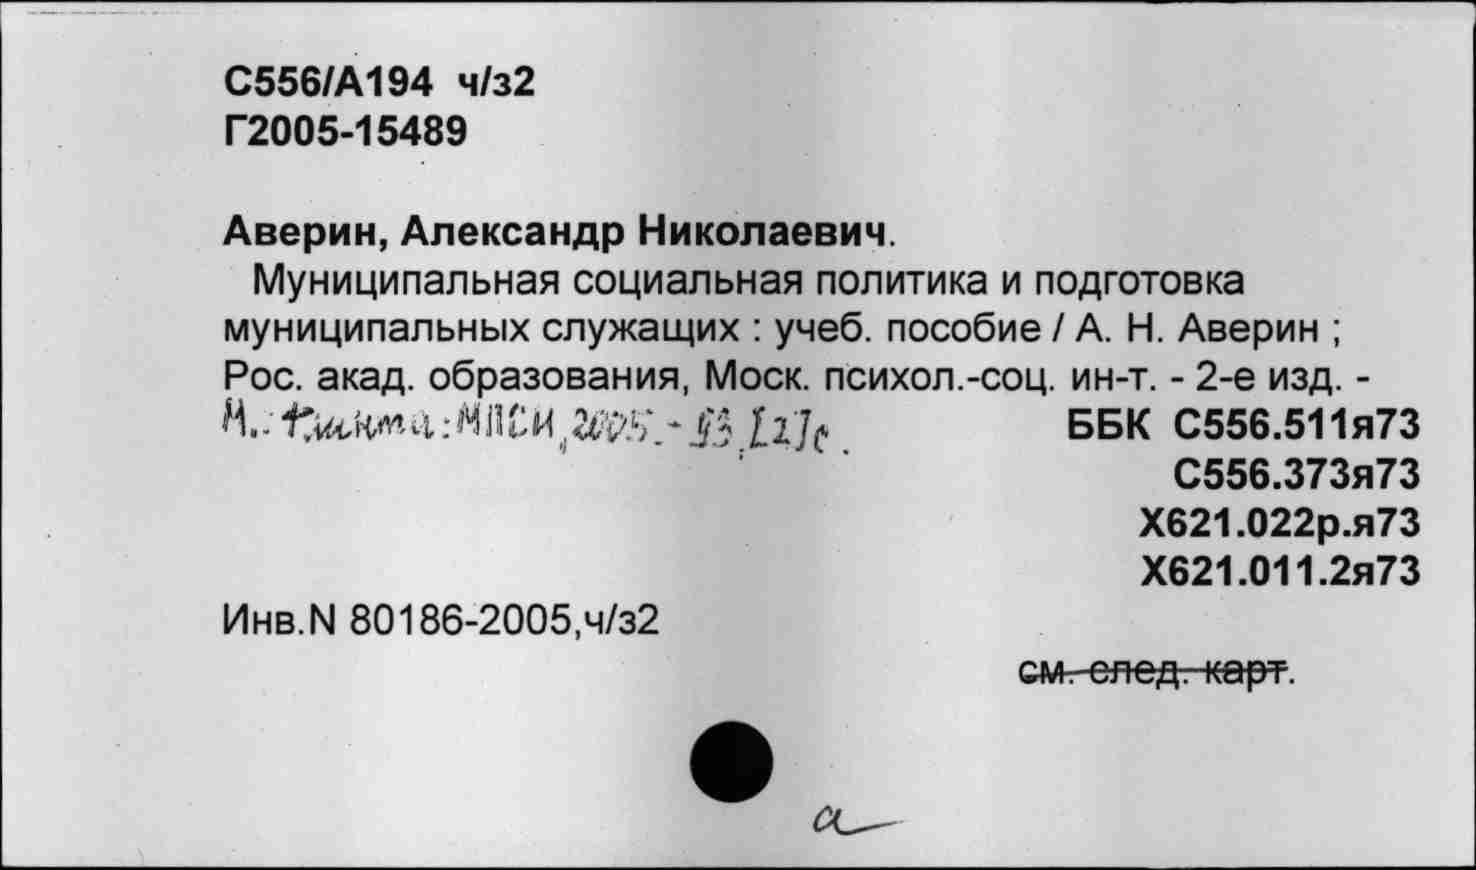 С556/А194 ч/з2
Г2005-15489
Аверин, Александр Николаевич.
Муниципальная социальная политика и подготовка
муниципальных служащих : учеб. пособие / А. Н. Аверин ;
Рос. акад. образования, Моск. психол.-соц. ин-т. - 2-е изд. -
М.: Флинта: МПСИ, 2005. - 93, [2] с.
ББК С556.511я73
С556.373я73
Х621.022р.я73
Х621.011.2я73
Инв.N 80186-2005,ч/з2
см. след. карт.
а